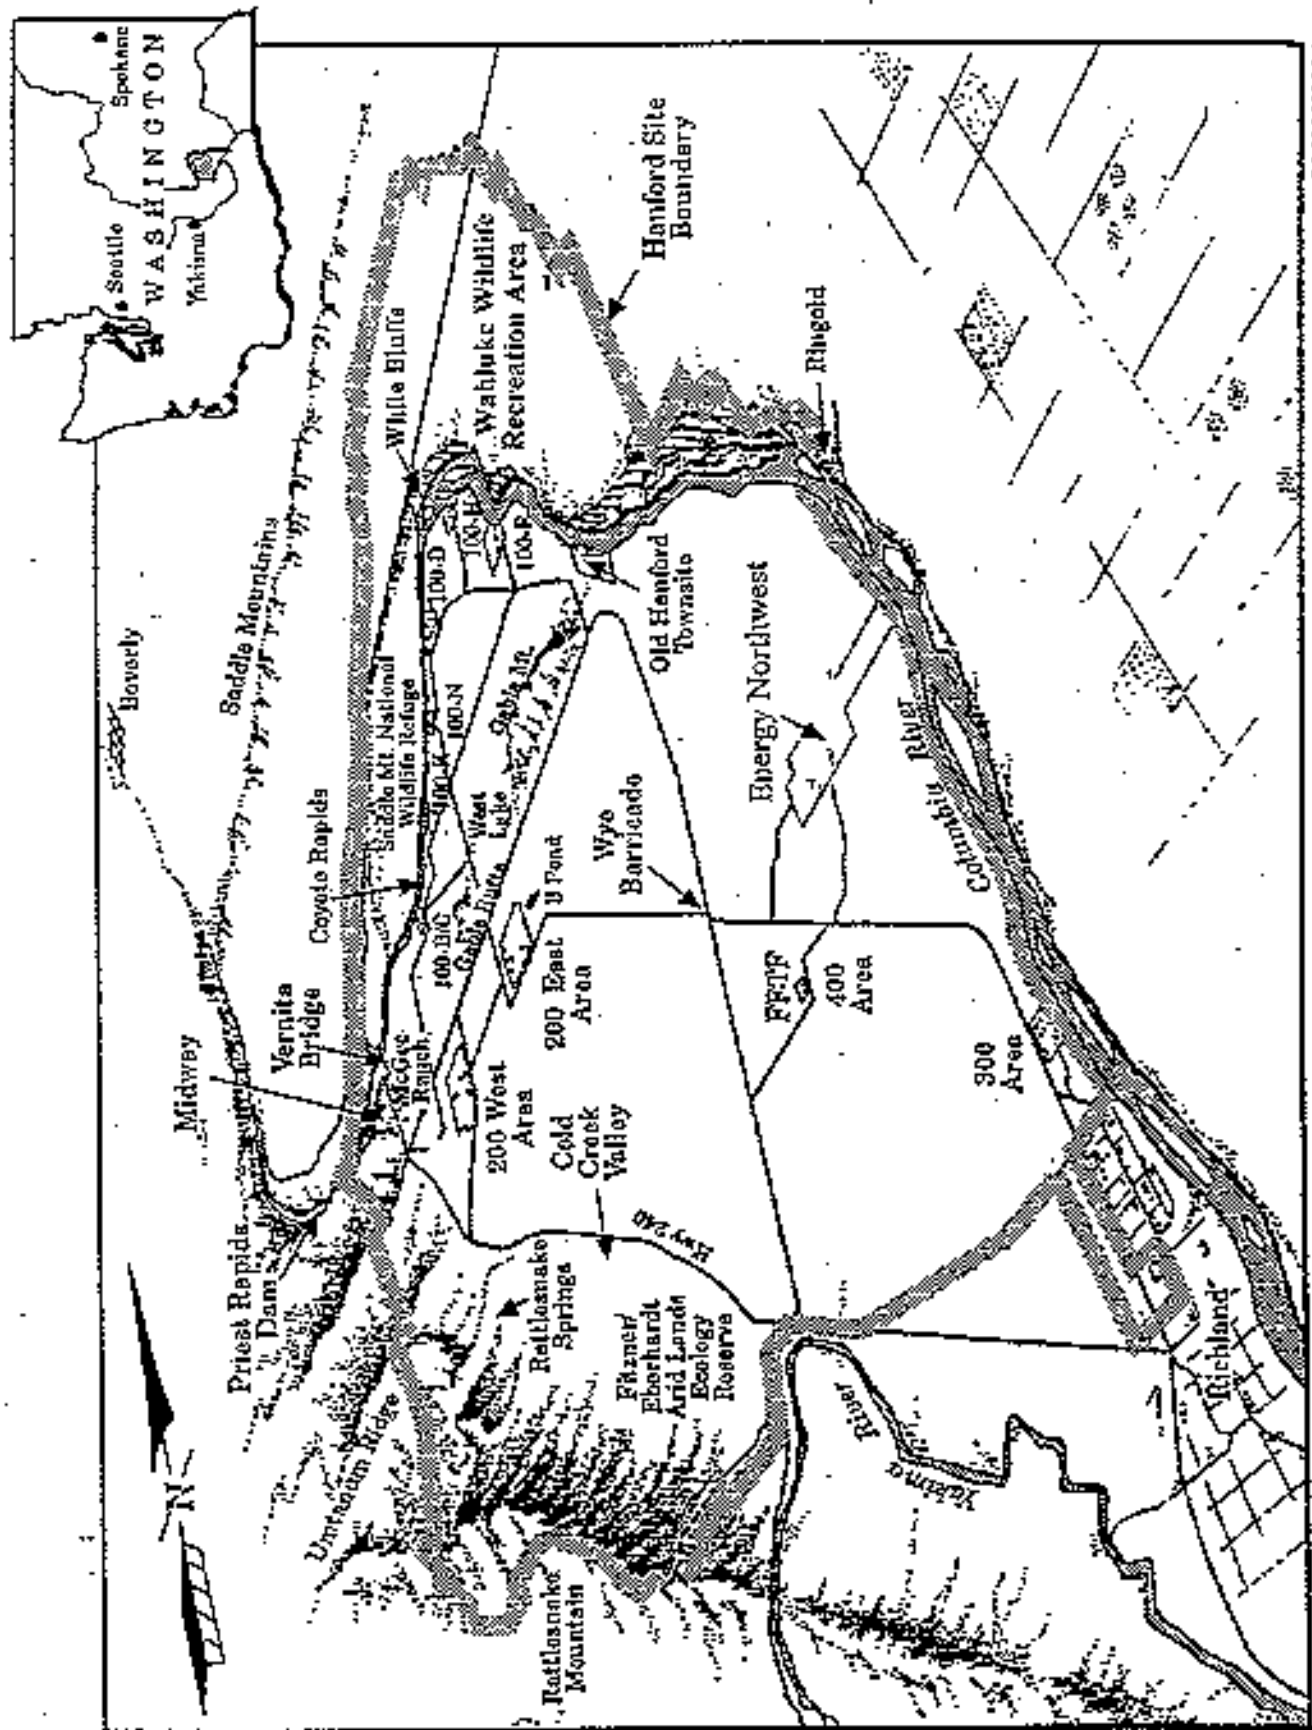 Spokane
Seattle
WASHINGTON
Yakima
N
Beverly
Saddle Mountains
Midway
Vernita
Bridge
Coyote Rapids
White Bluffs
Priest Rapids
Dam
Umtanum Ridge
McGee
Ranch
Saddle Mt. National
Wildlife Refuge
Wahluke Wildlife
Recreation Area
Hanford Site
Boundary
100-B/C
100-K
100-N
100-D
100-H
100-F
Gable Butte
West
Lake
Gable Mt.
200 West
Area
200 East
Area
B Pond
Old Hanford
Townsite
Ringold
Cold
Creek
Valley
Rattlesnake
Springs
Hwy 240
Wye
Barricade
Energy Northwest
Rattlesnake
Mountain
Fitzner/
Eberhardt
Arid Lands
Ecology
Reserve
FFTF
400
Area
Columbia River
300
Area
Yakima River
Richland